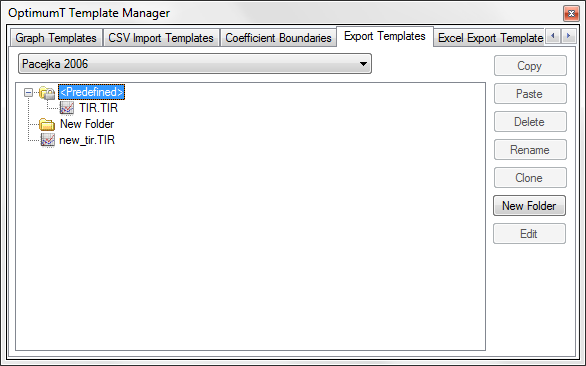 OptimumT Template Manager
Graph Templates CSV Import Templates Coefficient Boundaries Export Templates Excel Export Template
Pacejka 2006
Copy
<Predefined>
Paste
TIR.TIR
New Folder
Delete
new_tir.TIR
Rename
Clone
New Folder
Edit